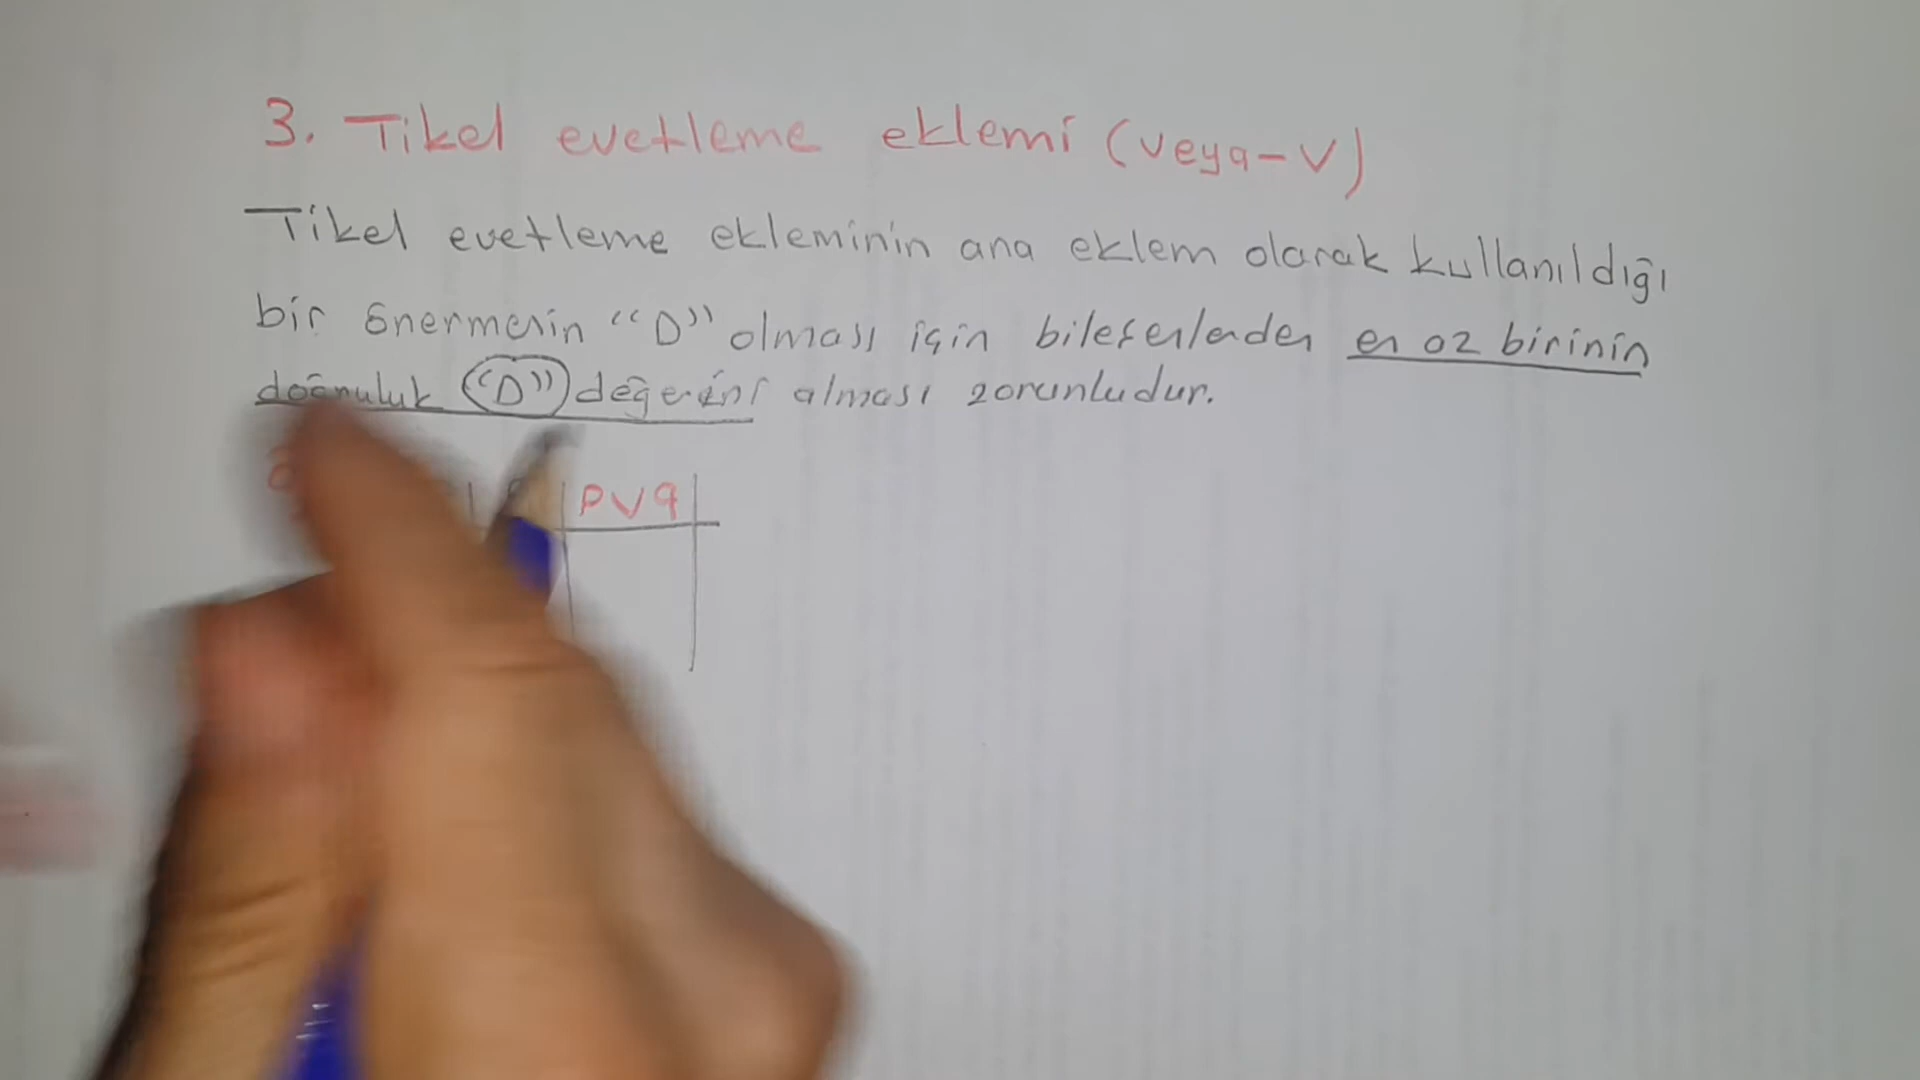 3. Tikel evetleme eklemi (veya-V)
Tikel evetleme ekleminin ana eklem olarak kullanıldığı
bir önermenin "D" olması için bileşenlerden en az birinin
doğruluk "D" değerini alması zorunludur.
PVq